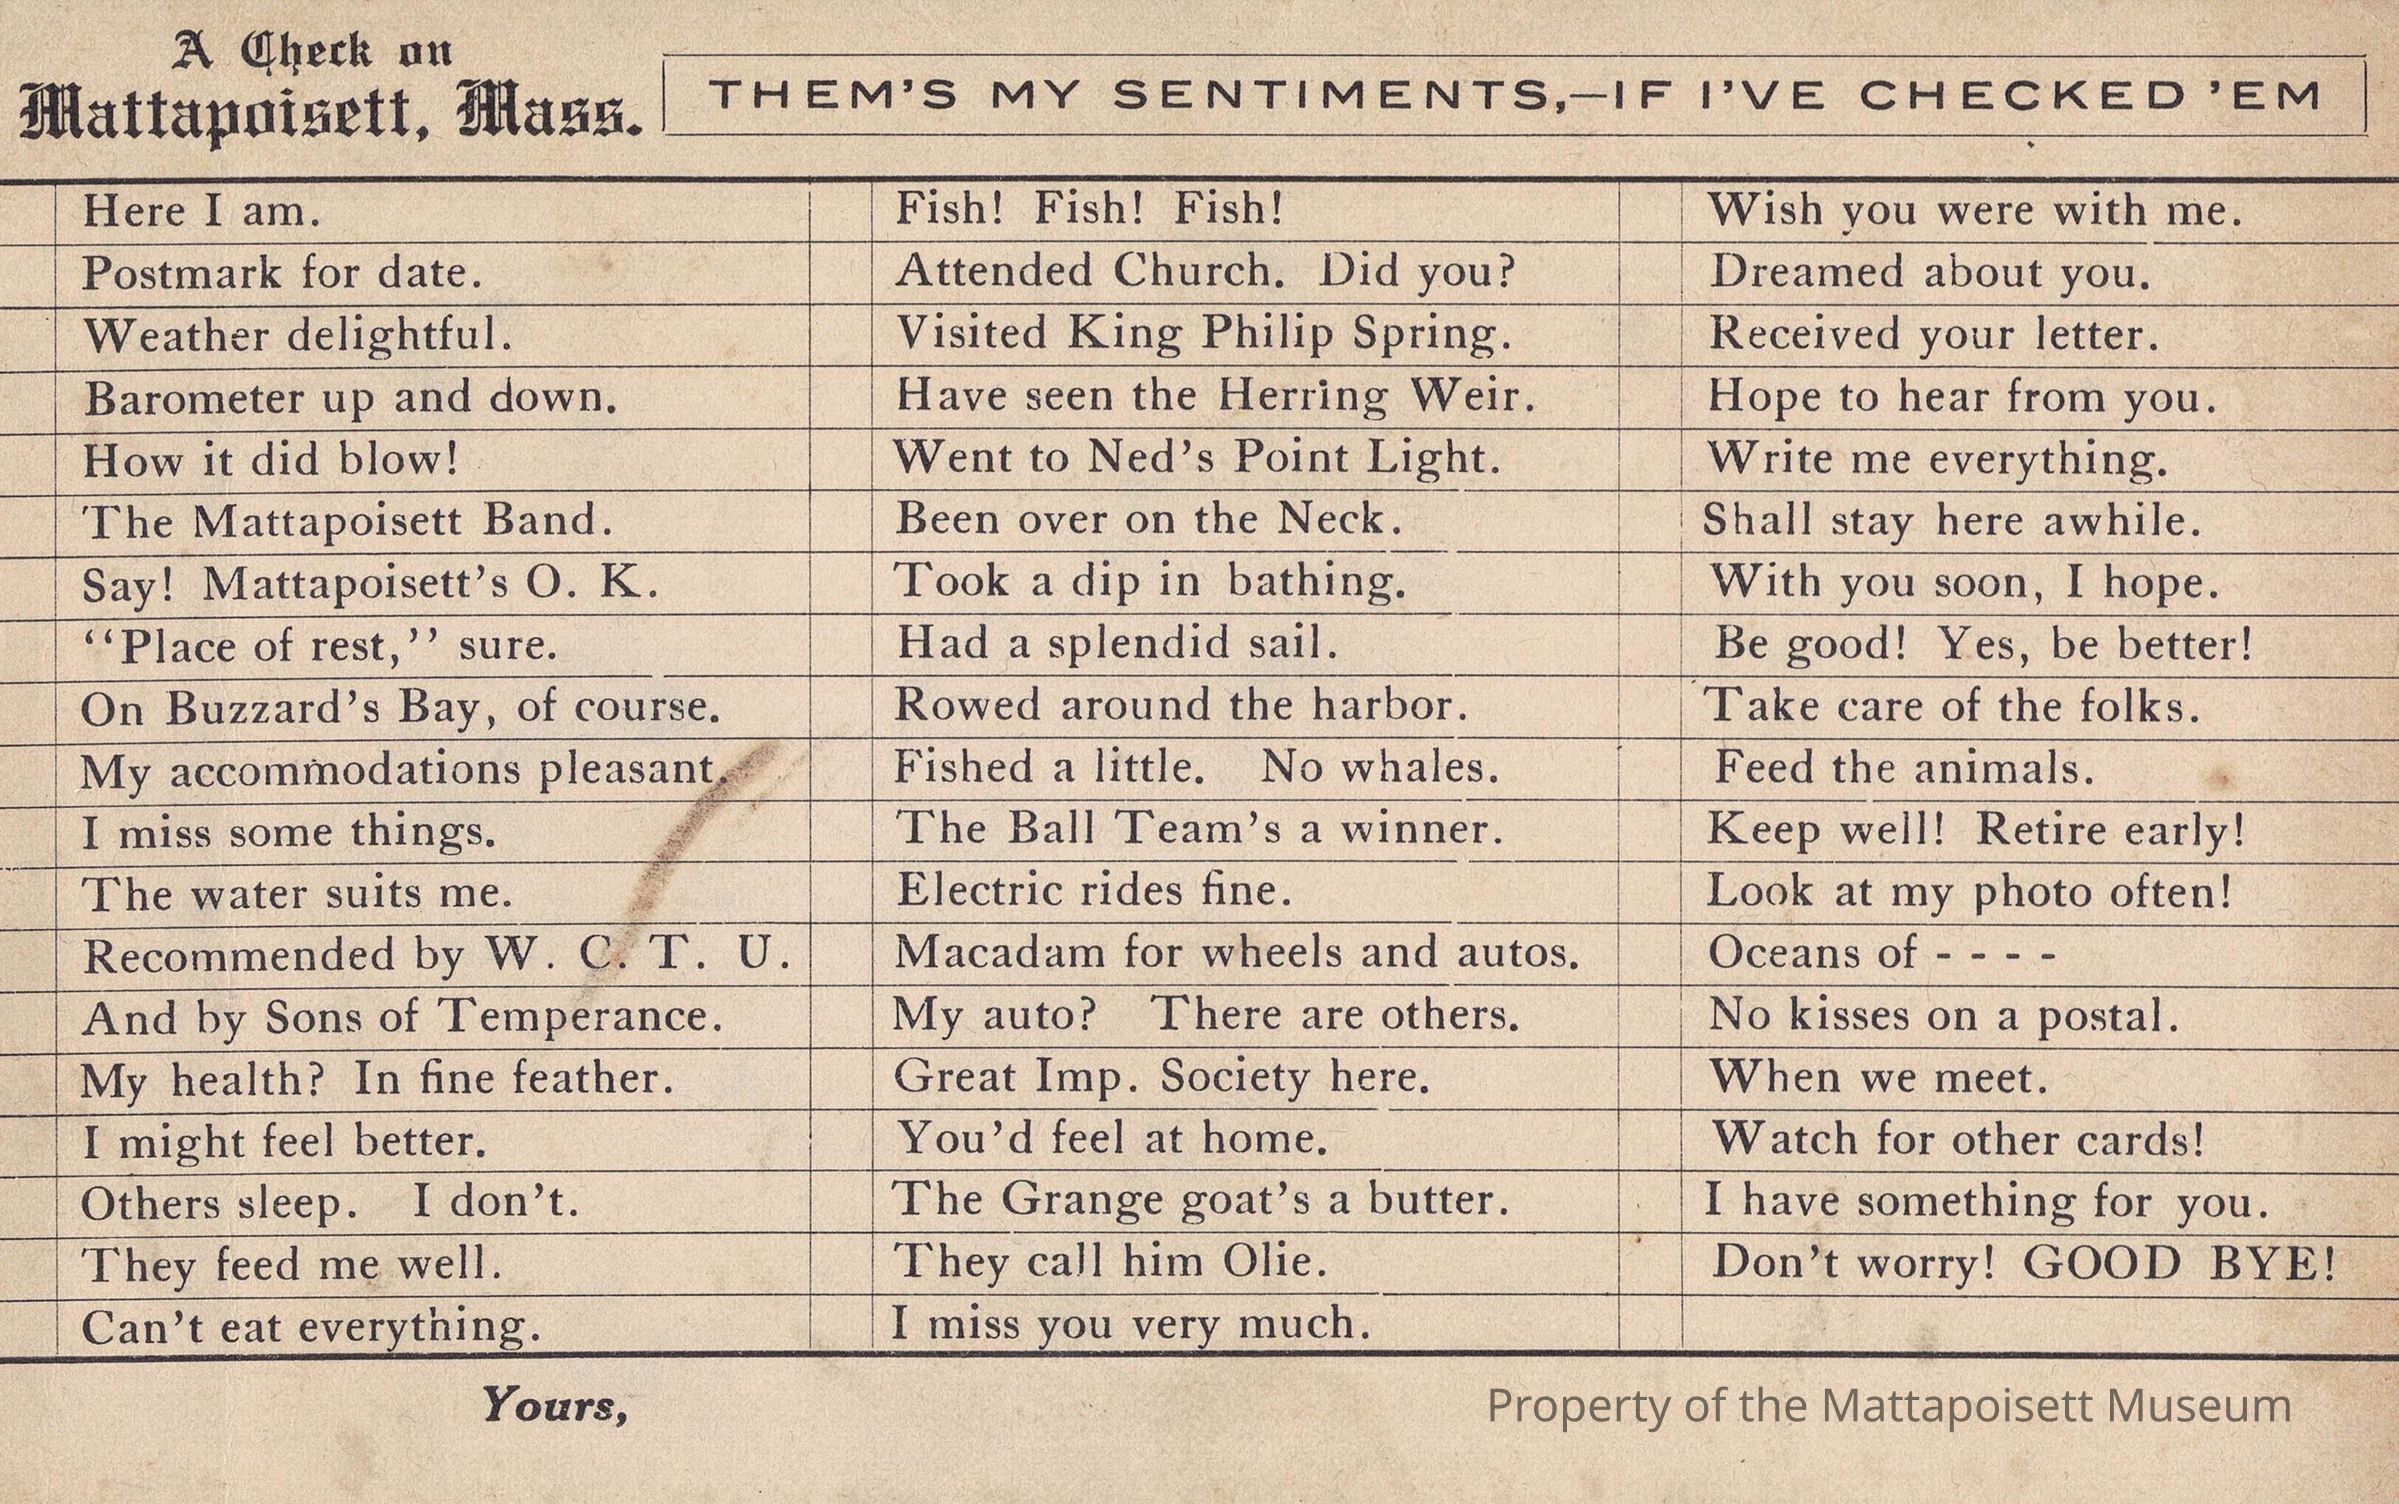 A Check on
Mattapoisett, Mass.
THEM'S MY SENTIMENTS,—IF I'VE CHECKED 'EM
Here I am.
Postmark for date.
Weather delightful.
Barometer up and down.
How it did blow!
The Mattapoisett Band.
Say! Mattapoisett's O. K.
“Place of rest,” sure.
On Buzzard's Bay, of course.
My accommodations pleasant.
I miss some things.
The water suits me.
Recommended by W. C. T. U.
And by Sons of Temperance.
My health? In fine feather.
I might feel better.
Others sleep. I don't.
They feed me well.
Can't eat everything.
Fish! Fish! Fish!
Attended Church. Did you?
Visited King Philip Spring.
Have seen the Herring Weir.
Went to Ned's Point Light.
Been over on the Neck.
Took a dip in bathing.
Had a splendid sail.
Rowed around the harbor.
Fished a little. No whales.
The Ball Team's a winner.
Electric rides fine.
Macadam for wheels and autos.
My auto? There are others.
Great Imp. Society here.
You'd feel at home.
The Grange goat's a butter.
They call him Olie.
I miss you very much.
Wish you were with me.
Dreamed about you.
Received your letter.
Hope to hear from you.
Write me everything.
Shall stay here awhile.
With you soon, I hope.
Be good! Yes, be better!
Take care of the folks.
Feed the animals.
Keep well! Retire early!
Look at my photo often!
Oceans of - - - -
No kisses on a postal.
When we meet.
Watch for other cards!
I have something for you.
Don't worry! GOOD BYE!
Yours,
Property of the Mattapoisett Museum